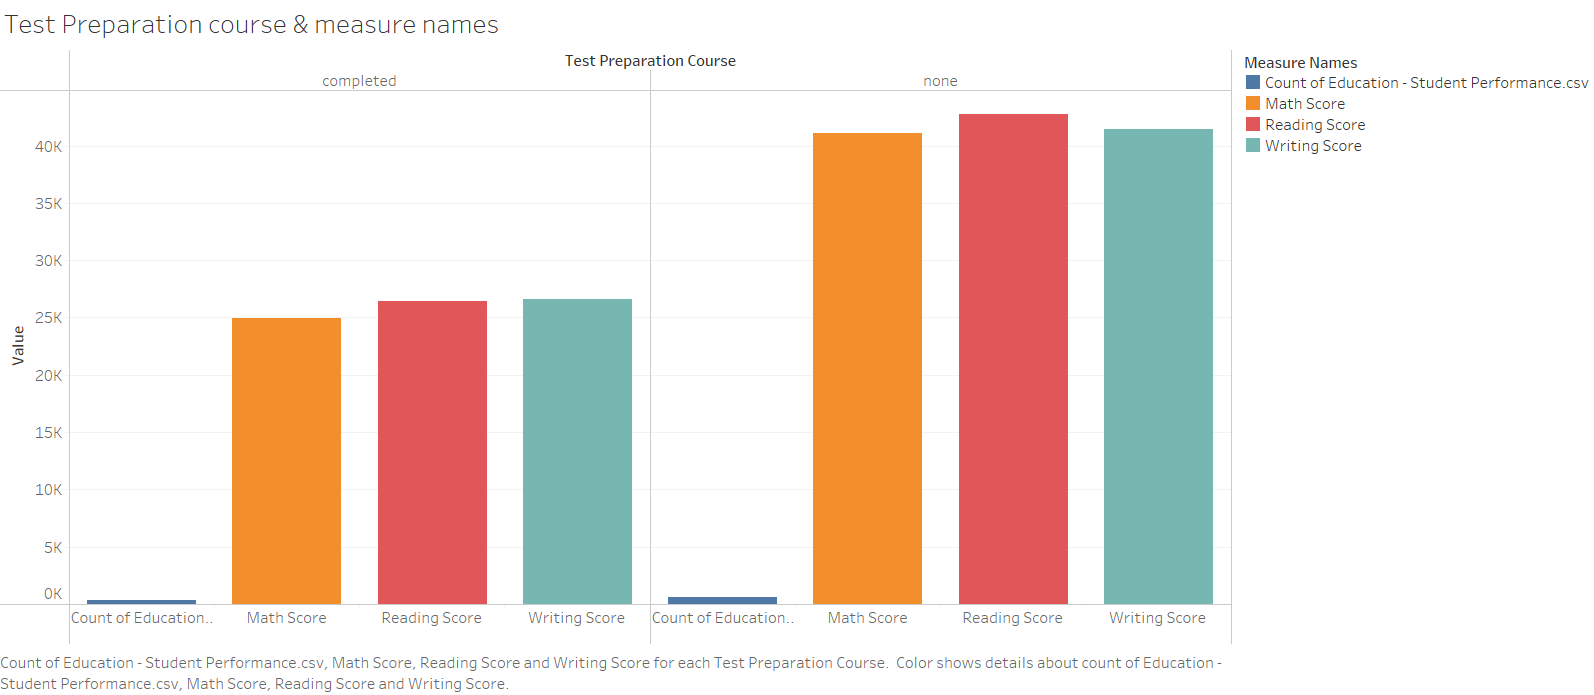 Test Preparation course & measure names
Test Preparation Course
completed
none
Value
40K
35K
30K
25K
20K
15K
10K
5K
0K
Count of Education..
Math Score
Reading Score
Writing Score
Count of Education..
Math Score
Reading Score
Writing Score
Measure Names
Count of Education - Student Performance.csv
Math Score
Reading Score
Writing Score
Count of Education - Student Performance.csv, Math Score, Reading Score and Writing Score for each Test Preparation Course.  Color shows details about count of Education -
Student Performance.csv, Math Score, Reading Score and Writing Score.